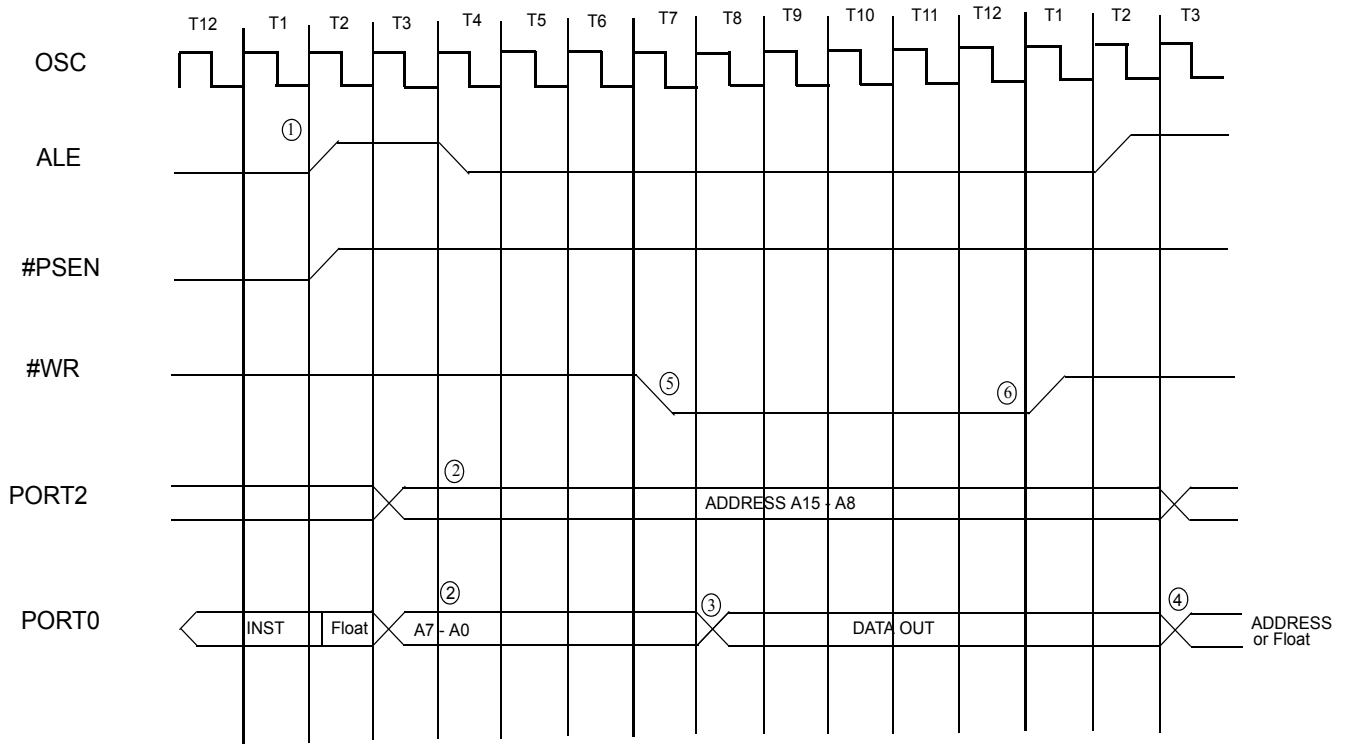 T12 T1 T2 T3 T4 T5 T6 T7 T8 T9 T10 T11 T12 T1 T2 T3
OSC
①
ALE
#PSEN
#WR
⑤
⑥
②
PORT2
ADDRESS A15 - A8
②
③
④
PORT0
INST Float A7 - A0 DATA OUT
ADDRESS
or Float